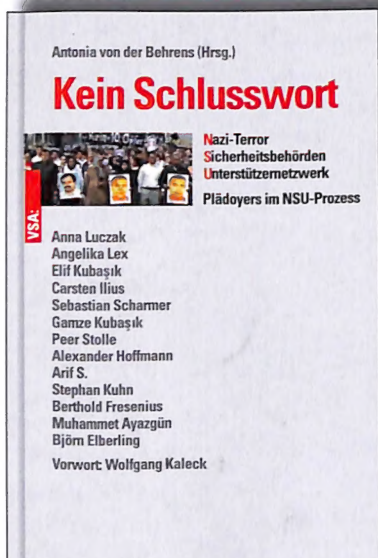 Antonia von der Behrens (Hrsg.)
Kein Schlusswort
Nazi-Terror
Sicherheitsbehörden
Unterstützernetzwerk
Plädoyers im NSU-Prozess
VSA:
Anna Luczak
Angelika Lex
Elif Kubaşık
Carsten Ilius
Sebastian Scharmer
Gamze Kubaşık
Peer Stolle
Alexander Hoffmann
Arif S.
Stephan Kuhn
Berthold Fresenius
Muhammet Ayazgün
Björn Elberling
Vorwort: Wolfgang Kaleck